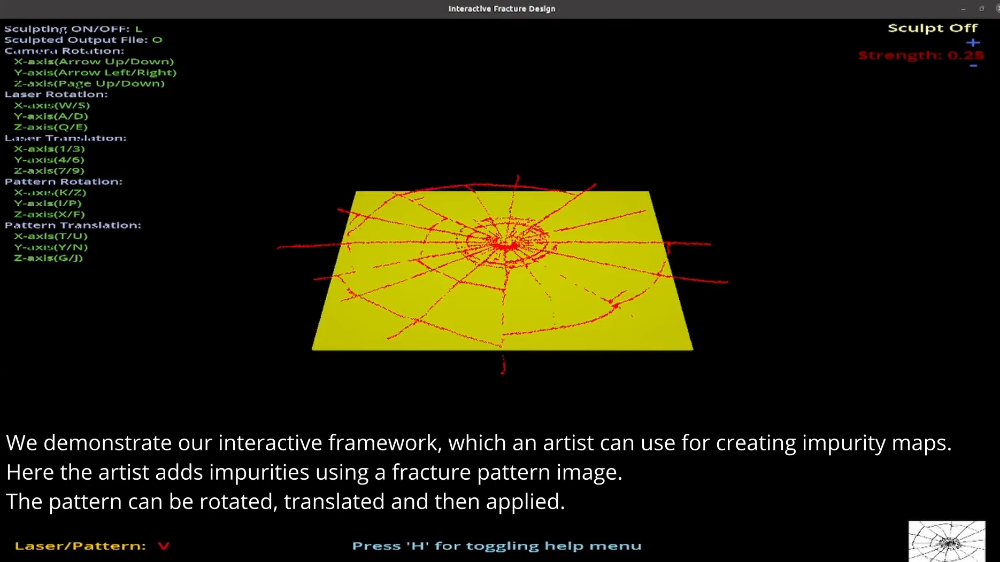 Interactive Fracture Design
Sculpting ON/OFF: L
Sculpted Output File: O
Camera Rotation:
X-axis(Arrow Up/Down)
Y-axis(Arrow Left/Right)
Z-axis(Page Up/Down)
Laser Rotation:
X-axis(W/S)
Y-axis(A/D)
Z-axis(Q/E)
Laser Translation:
X-axis(1/3)
Y-axis(4/6)
Z-axis(7/9)
Pattern Rotation:
X-axis(K/Z)
Y-axis(I/P)
Z-axis(X/F)
Pattern Translation:
X-axis(T/U)
Y-axis(Y/N)
Z-axis(G/J)
Sculpt Off
+
Strength: 0.25
-
We demonstrate our interactive framework, which an artist can use for creating impurity maps.
Here the artist adds impurities using a fracture pattern image.
The pattern can be rotated, translated and then applied.
Laser/Pattern: V
Press 'H' for toggling help menu